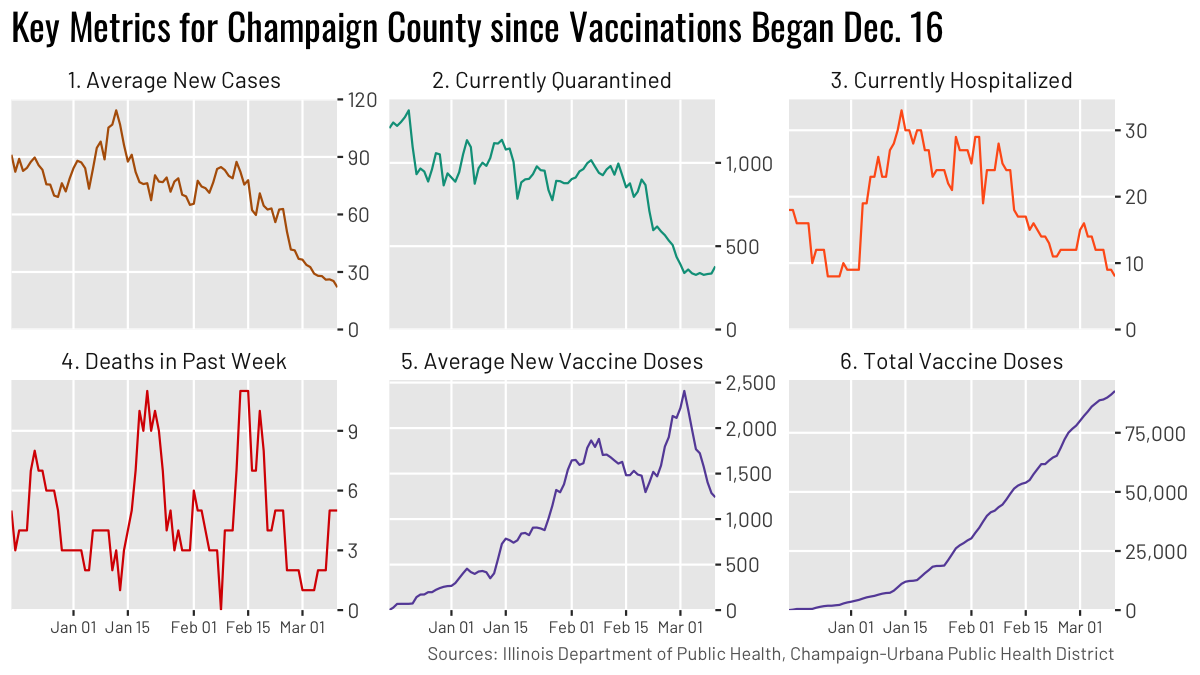 Key Metrics for Champaign County since Vaccinations Began Dec. 16
1. Average New Cases
120
90
60
30
0
2. Currently Quarantined
1,000
500
0
3. Currently Hospitalized
30
20
10
0
4. Deaths in Past Week
9
6
3
0
Jan 01 Jan 15 Feb 01 Feb 15 Mar 01
5. Average New Vaccine Doses
2,500
2,000
1,500
1,000
500
0
Jan 01 Jan 15 Feb 01 Feb 15 Mar 01
6. Total Vaccine Doses
75,000
50,000
25,000
0
Jan 01 Jan 15 Feb 01 Feb 15 Mar 01
Sources: Illinois Department of Public Health, Champaign-Urbana Public Health District